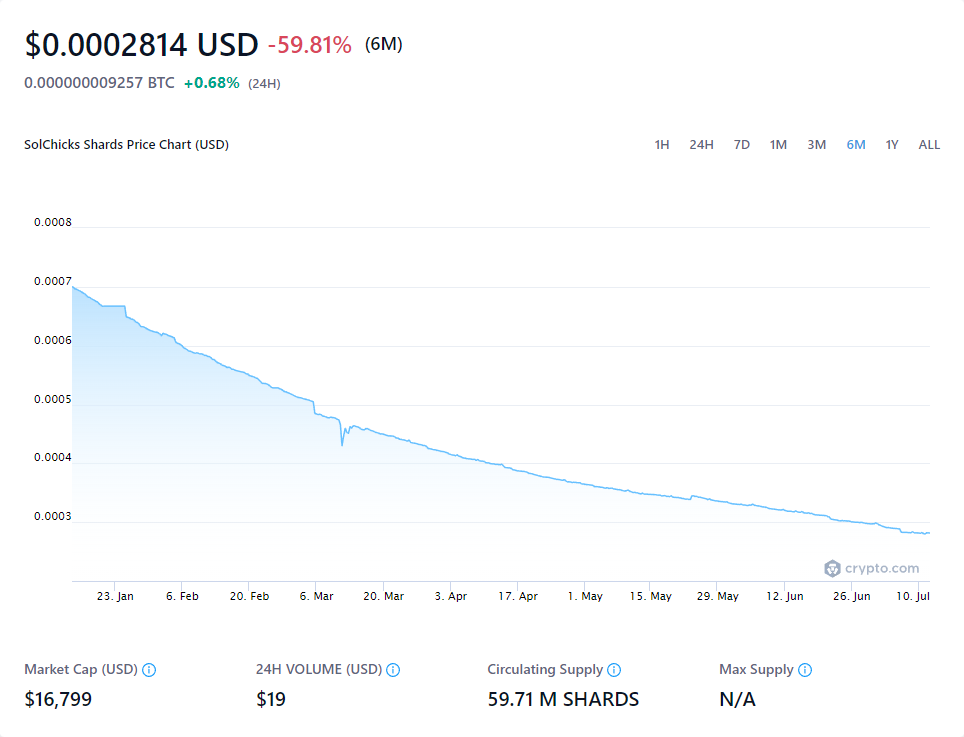 $0.0002814 USD -59.81% (6M)
0.000000009257 BTC +0.68% (24H)
SolChicks Shards Price Chart (USD)
1H 24H 7D 1M 3M 6M 1Y ALL
0.0008
0.0007
0.0006
0.0005
0.0004
0.0003
crypto.com
23. Jan 6. Feb 20. Feb 6. Mar 20. Mar 3. Apr 17. Apr 1. May 15. May 29. May 12. Jun 26. Jun 10. Jul
Market Cap (USD) 24H VOLUME (USD) Circulating Supply Max Supply
$16,799 $19 59.71 M SHARDS N/A